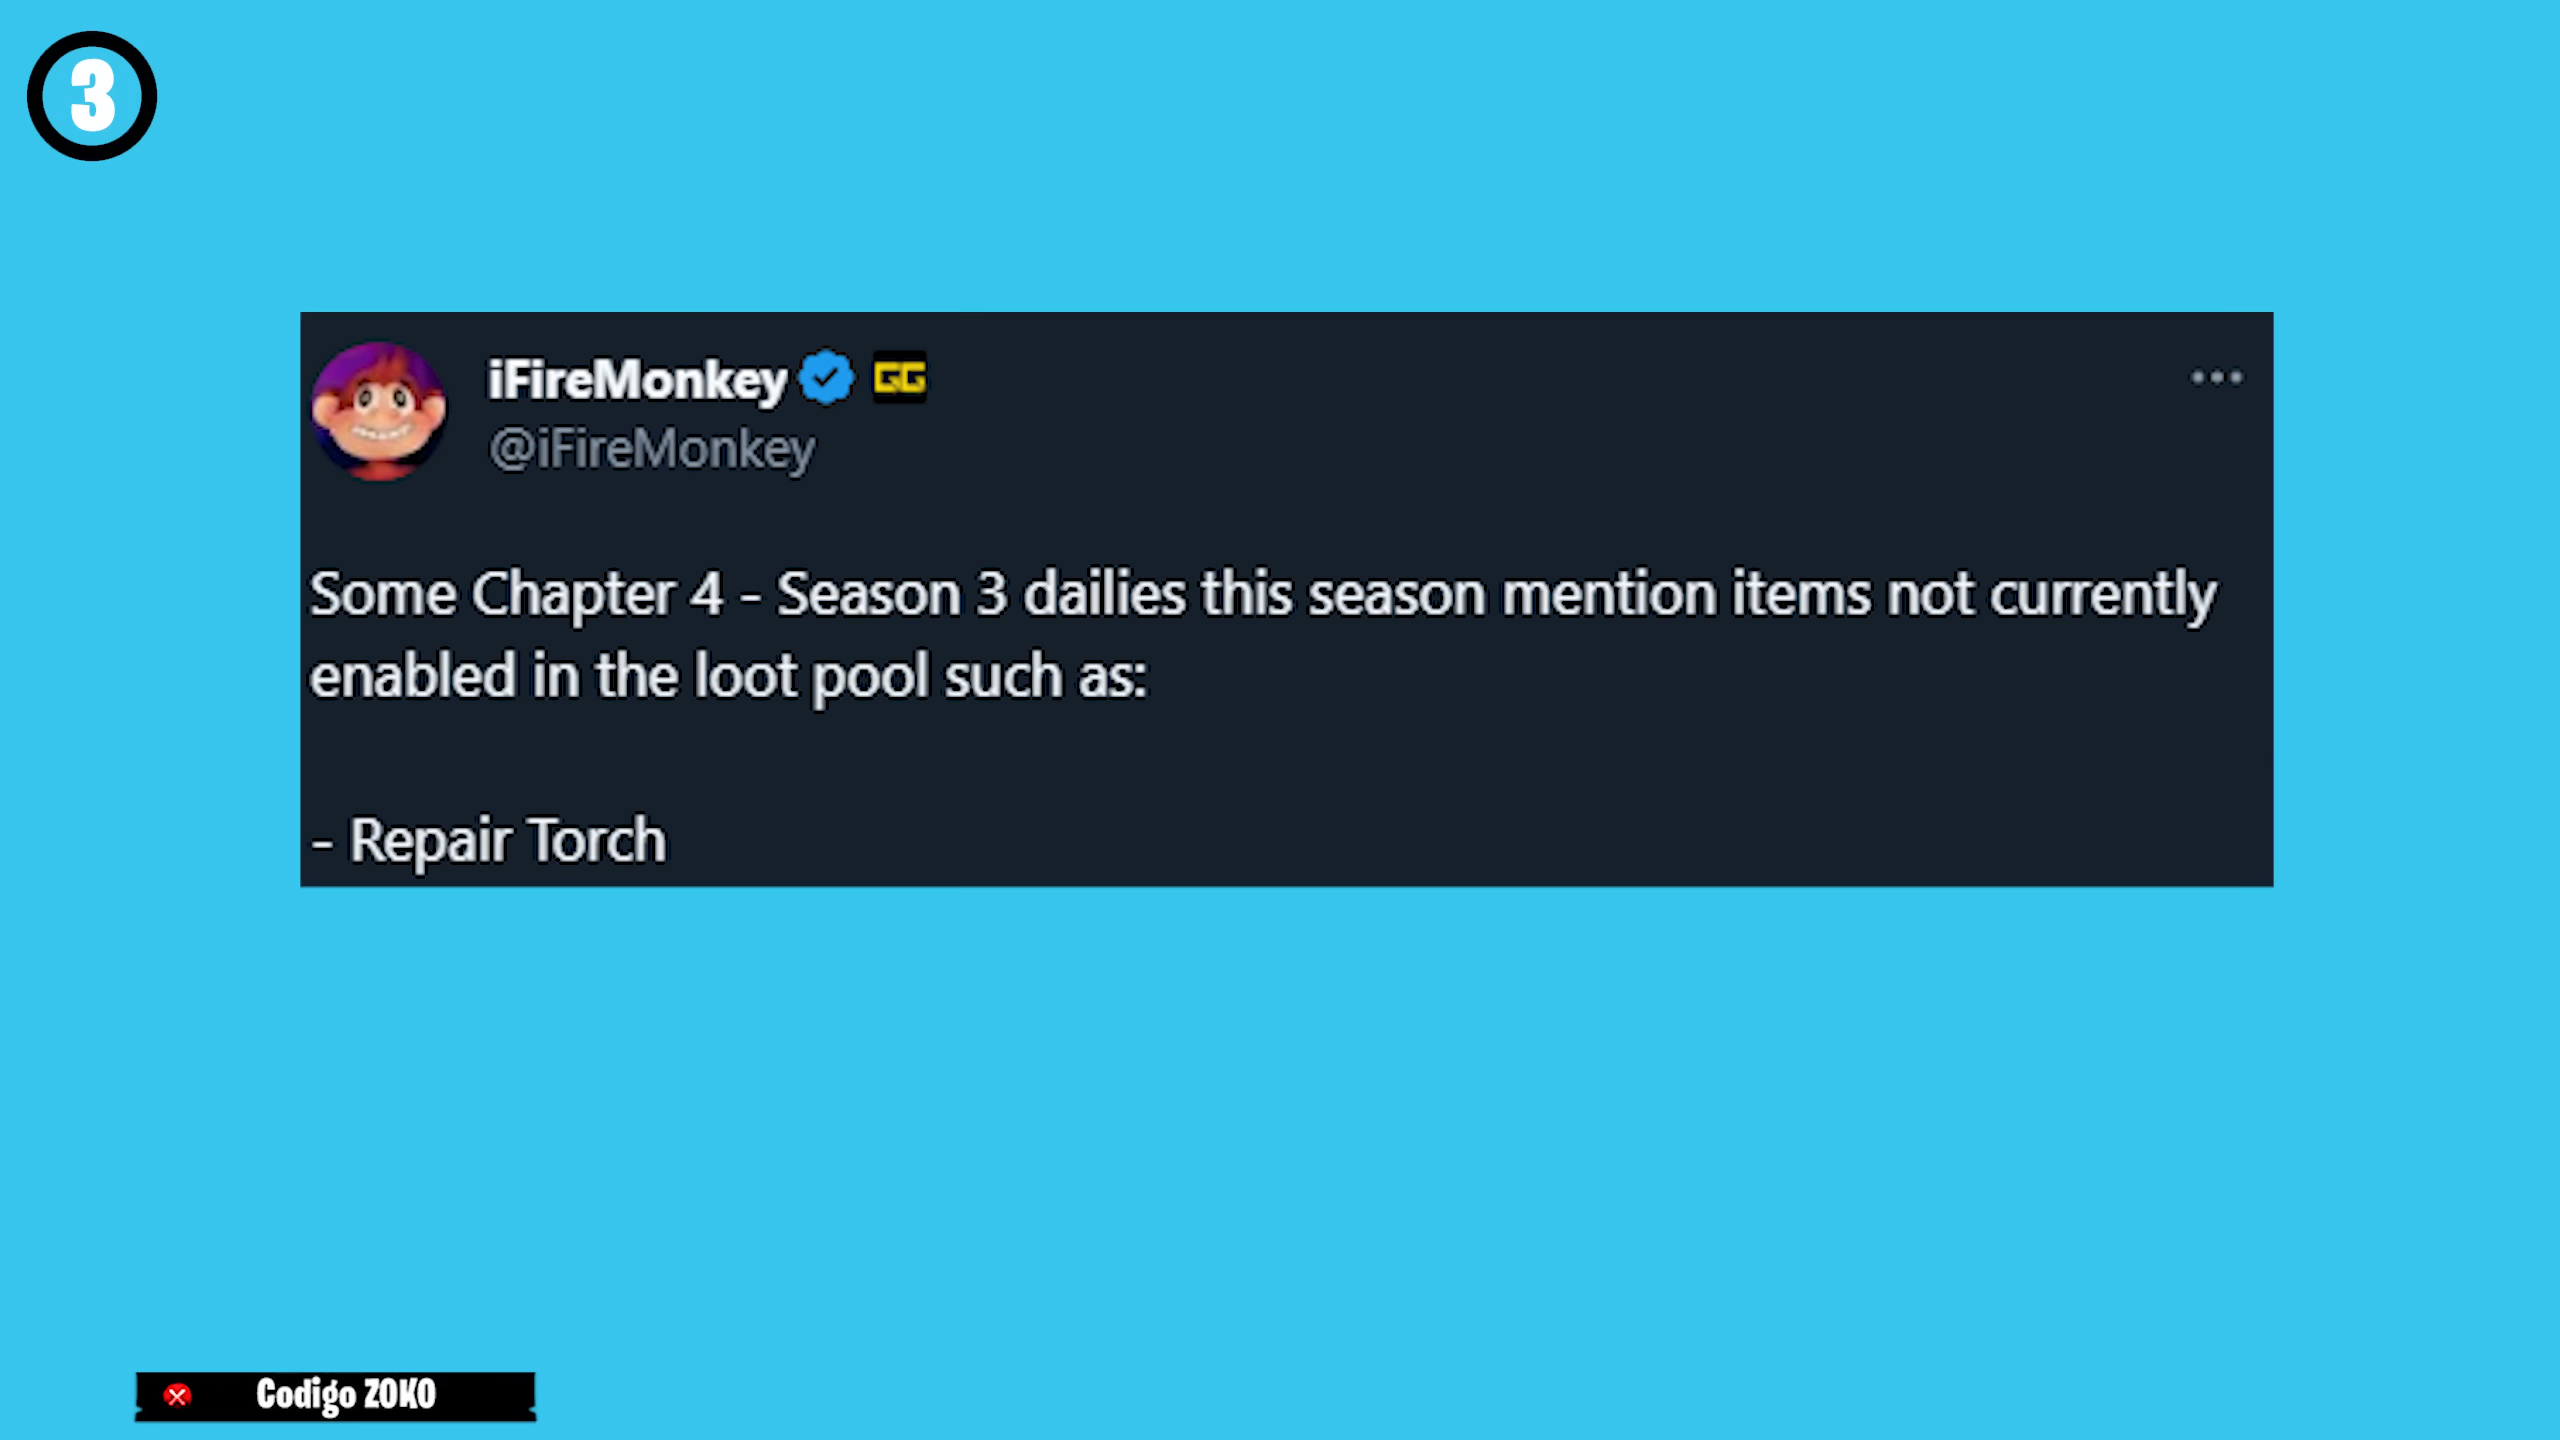 3
iFireMonkey GG
@iFireMonkey
Some Chapter 4 - Season 3 dailies this season mention items not currently
enabled in the loot pool such as:
- Repair Torch
Codigo ZOKO